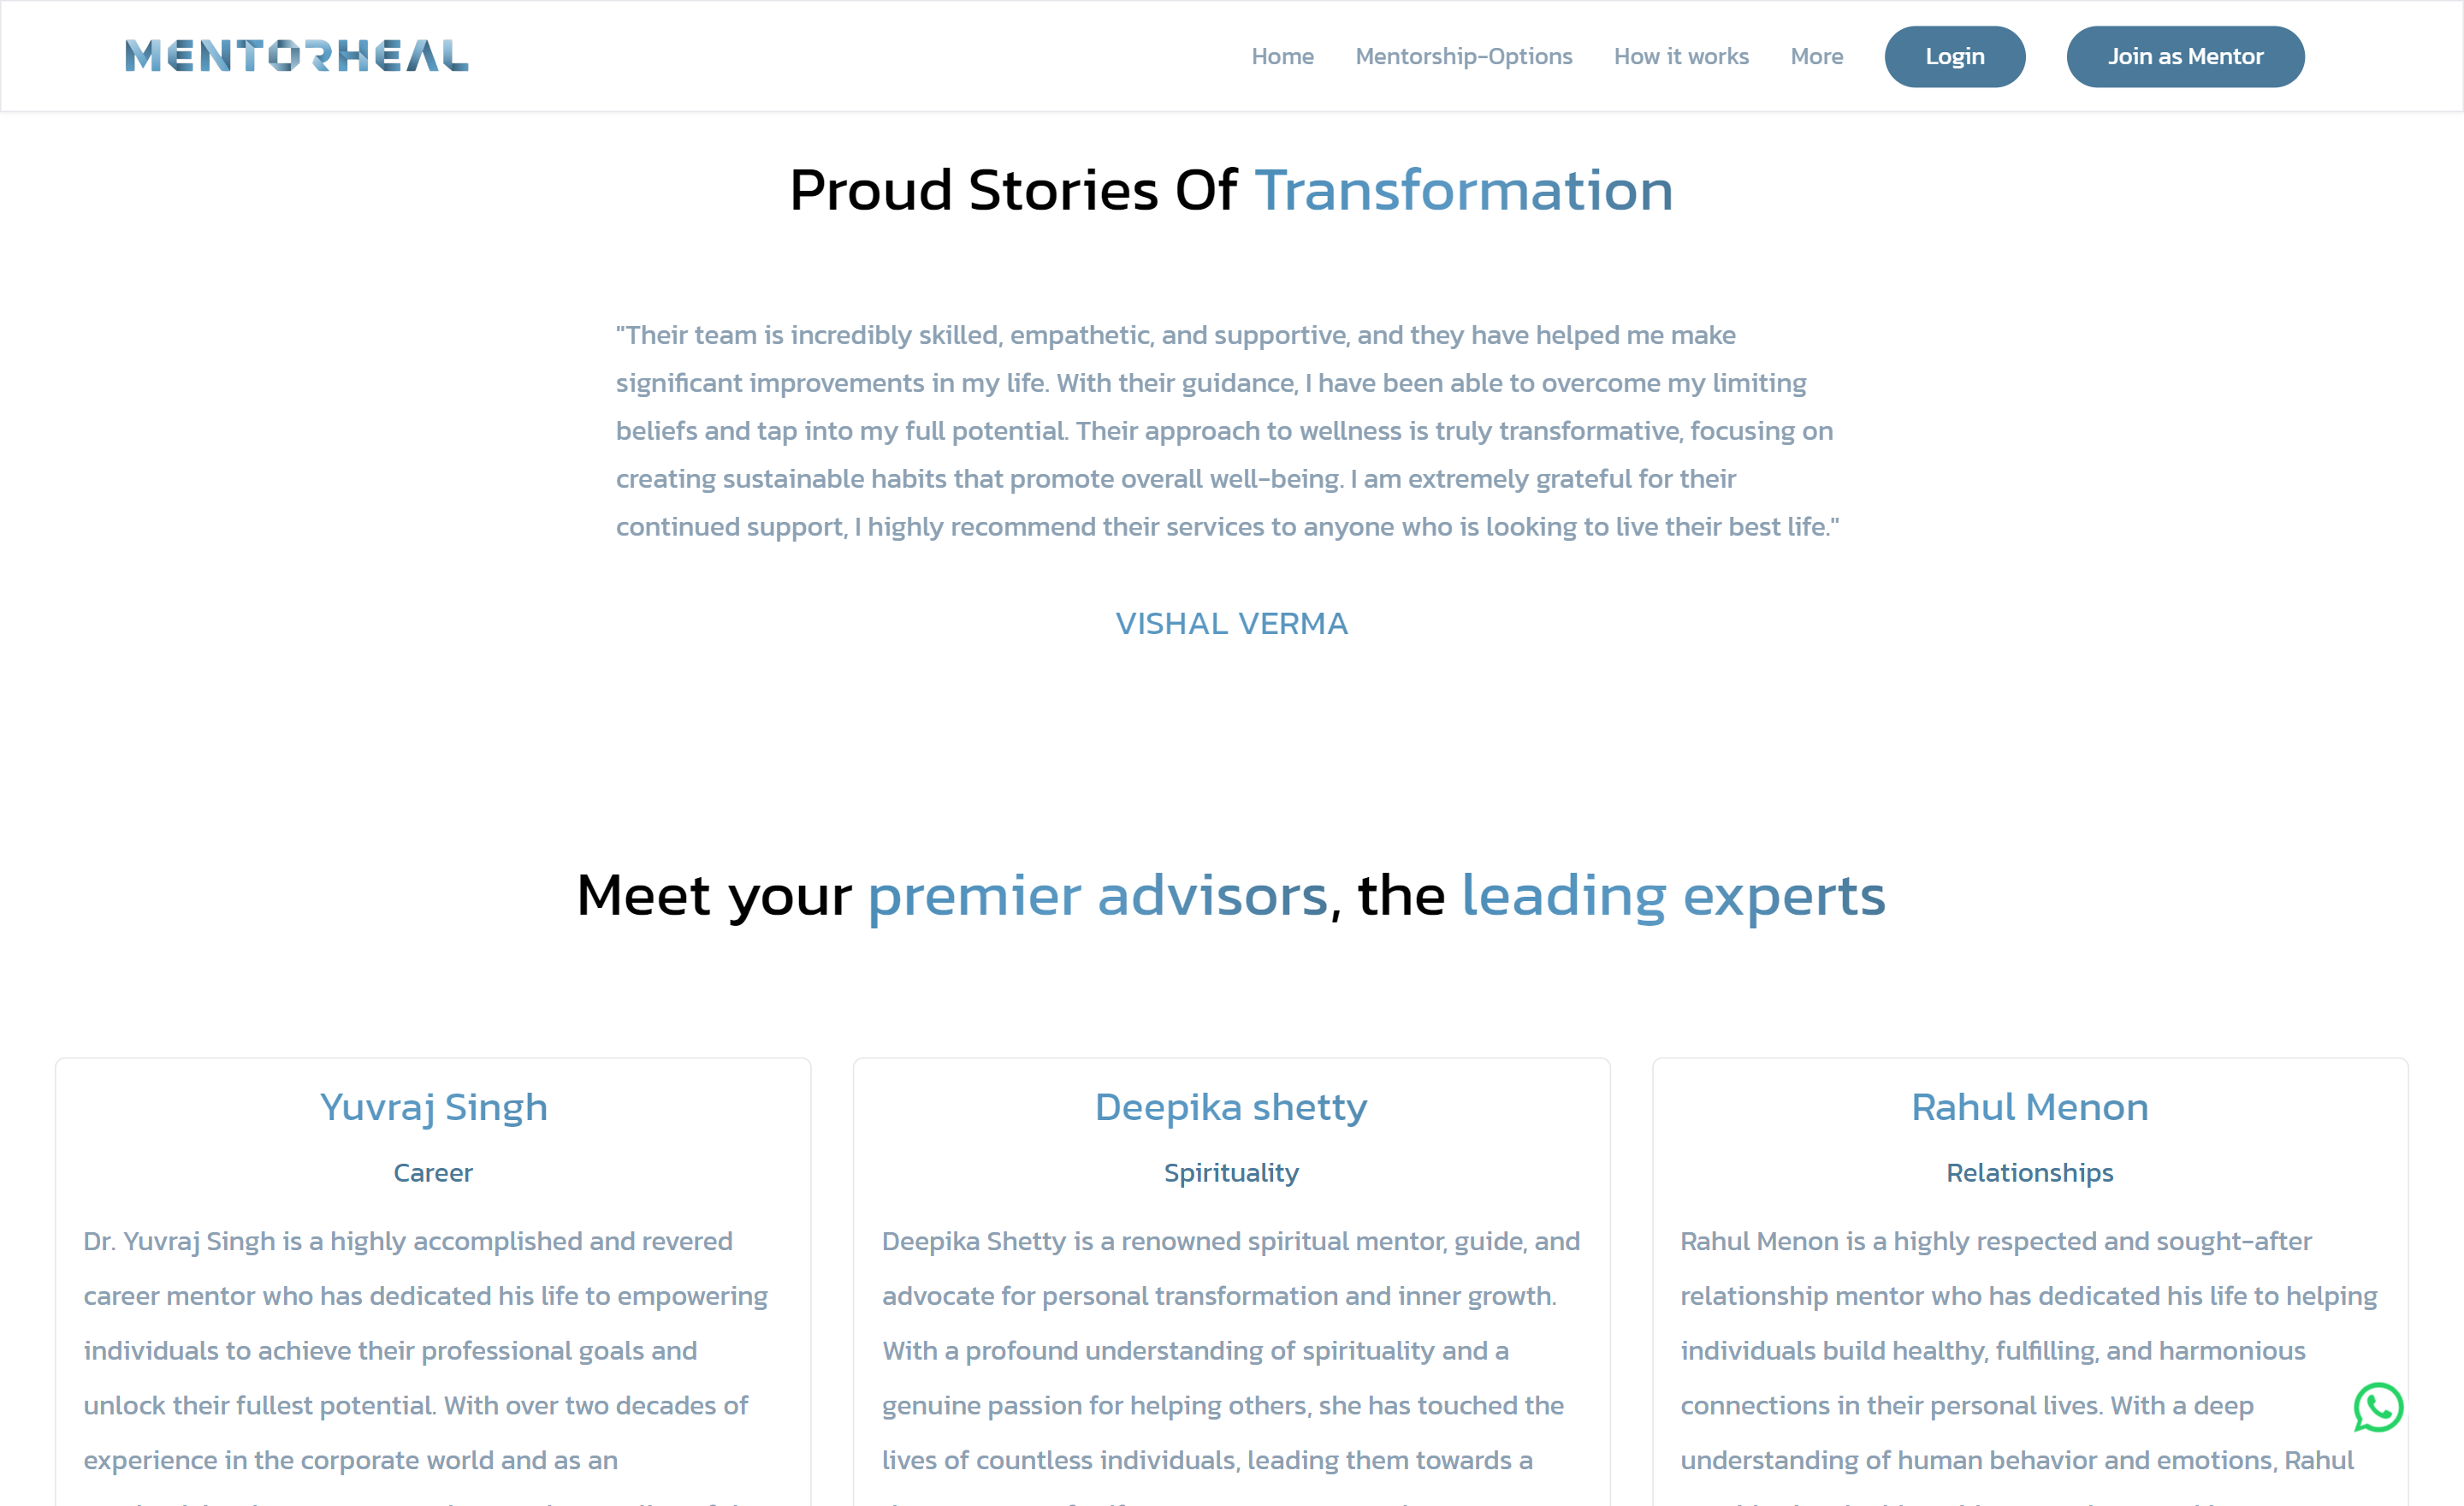 MENTORHEAL
Home Mentorship-Options How it works More Login Join as Mentor
Proud Stories Of Transformation
"Their team is incredibly skilled, empathetic, and supportive, and they have helped me make
significant improvements in my life. With their guidance, I have been able to overcome my limiting
beliefs and tap into my full potential. Their approach to wellness is truly transformative, focusing on
creating sustainable habits that promote overall well-being. I am extremely grateful for their
continued support, I highly recommend their services to anyone who is looking to live their best life."
VISHAL VERMA
Meet your premier advisors, the leading experts
Yuvraj Singh
Career
Dr. Yuvraj Singh is a highly accomplished and revered
career mentor who has dedicated his life to empowering
individuals to achieve their professional goals and
unlock their fullest potential. With over two decades of
experience in the corporate world and as an
Deepika shetty
Spirituality
Deepika Shetty is a renowned spiritual mentor, guide, and
advocate for personal transformation and inner growth.
With a profound understanding of spirituality and a
genuine passion for helping others, she has touched the
lives of countless individuals, leading them towards a
Rahul Menon
Relationships
Rahul Menon is a highly respected and sought-after
relationship mentor who has dedicated his life to helping
individuals build healthy, fulfilling, and harmonious
connections in their personal lives. With a deep
understanding of human behavior and emotions, Rahul